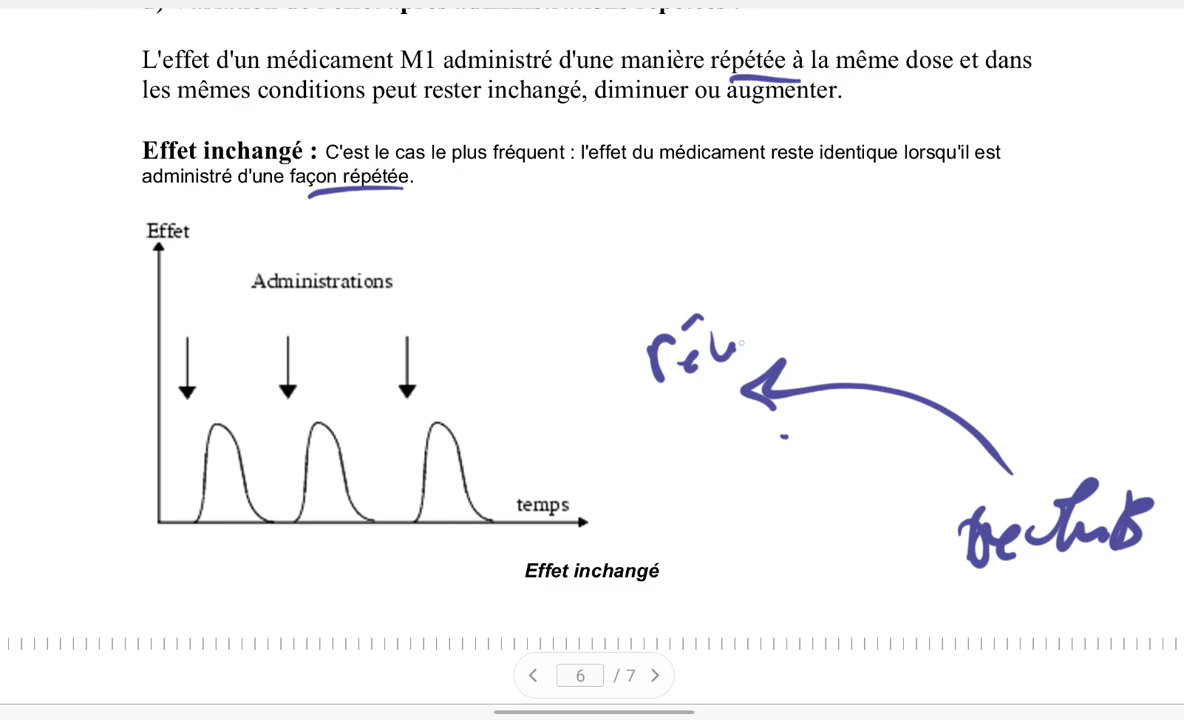 L'effet d'un médicament M1 administré d'une manière répétée à la même dose et dans
les mêmes conditions peut rester inchangé, diminuer ou augmenter.
Effet inchangé : C'est le cas le plus fréquent : l'effet du médicament reste identique lorsqu'il est
administré d'une façon répétée.
Effet
Administrations
temps
Effet inchangé
6 / 7